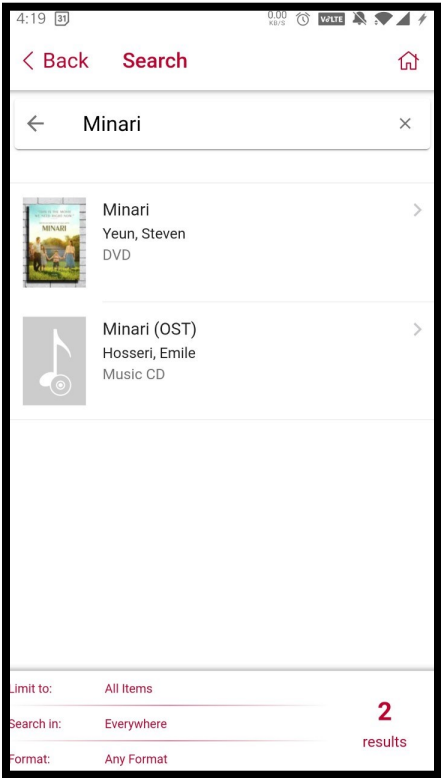 4:19 31 0.00 KB/S VoLTE
Back Search
Minari
MINARI
Minari
Yeun, Steven
DVD
Minari (OST)
Hosseri, Emile
Music CD
Limit to: All Items
Search in: Everywhere
Format: Any Format
2
results